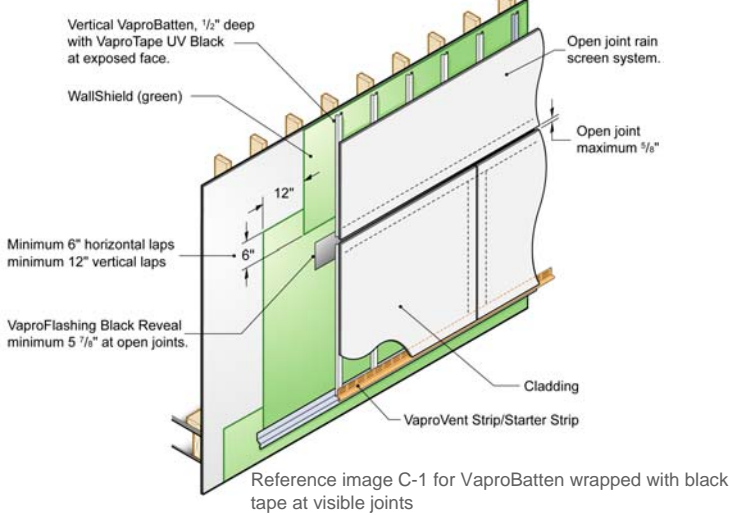 Vertical VaproBatten, 1/2" deep
with VaproTape UV Black
at exposed face.
WallShield (green)
Open joint rain
screen system.
Open joint
maximum 5/8"
12"
Minimum 6" horizontal laps
minimum 12" vertical laps
6"
VaproFlashing Black Reveal
minimum 5 7/8" at open joints.
Cladding
VaproVent Strip/Starter Strip
Reference image C-1 for VaproBatten wrapped with black
tape at visible joints